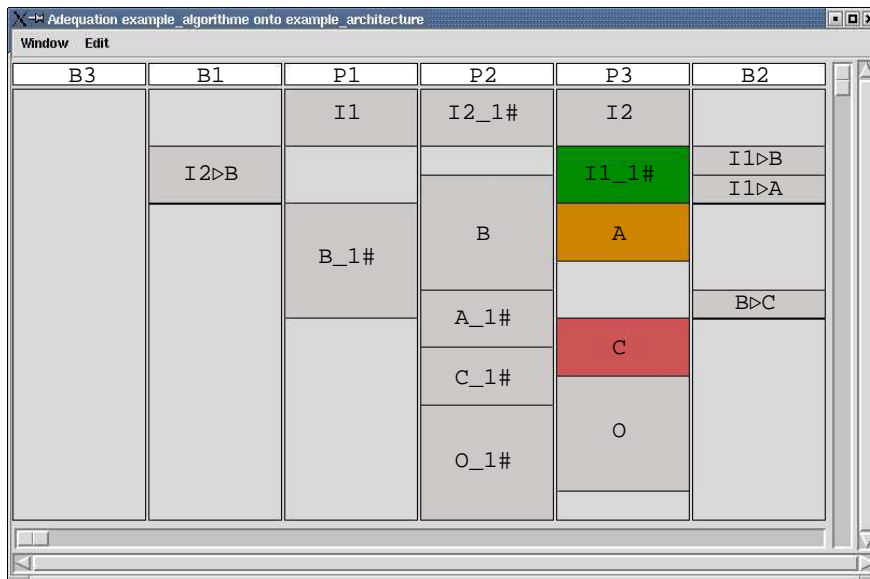 Adequation example_algorithme onto example_architecture
Window Edit
B3 B1 P1 P2 P3 B2
I1 I2_1# I2
I2▷B I1_1# I1▷B
I1▷A
B_1# B A
A_1# B▷C
C_1# C
O_1# O